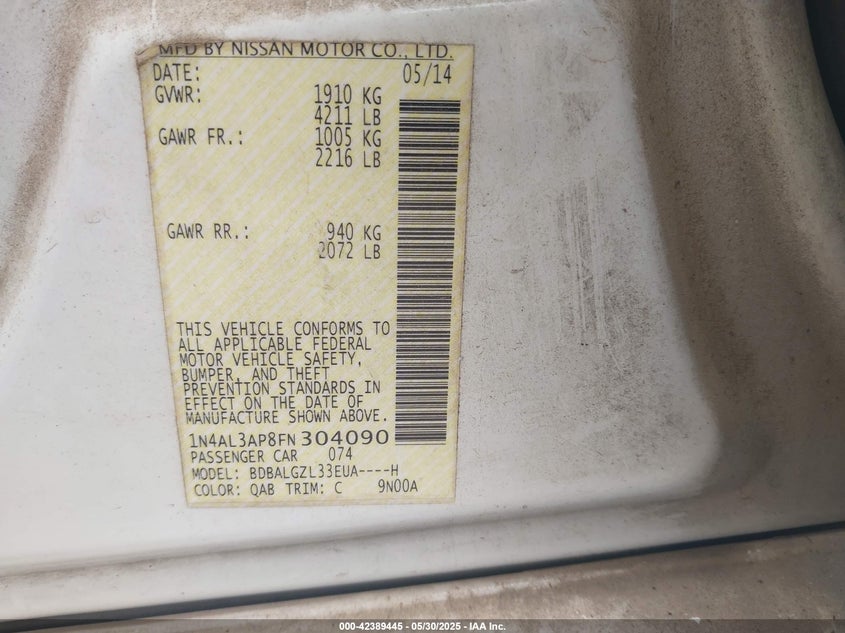 MFD BY NISSAN MOTOR CO., LTD.
DATE: 05/14
GVWR: 1910 KG
4211 LB
GAWR FR.: 1005 KG
2216 LB
GAWR RR.: 940 KG
2072 LB
THIS VEHICLE CONFORMS TO
ALL APPLICABLE FEDERAL
MOTOR VEHICLE SAFETY,
BUMPER, AND THEFT
PREVENTION STANDARDS IN
EFFECT ON THE DATE OF
MANUFACTURE SHOWN ABOVE.
1N4AL3AP8FN 304090
PASSENGER CAR 074
MODEL: BDBALGZL33EUA----H
COLOR: QAB TRIM: C 9N00A
000-42389445 - 05/30/2025 - IAA Inc.